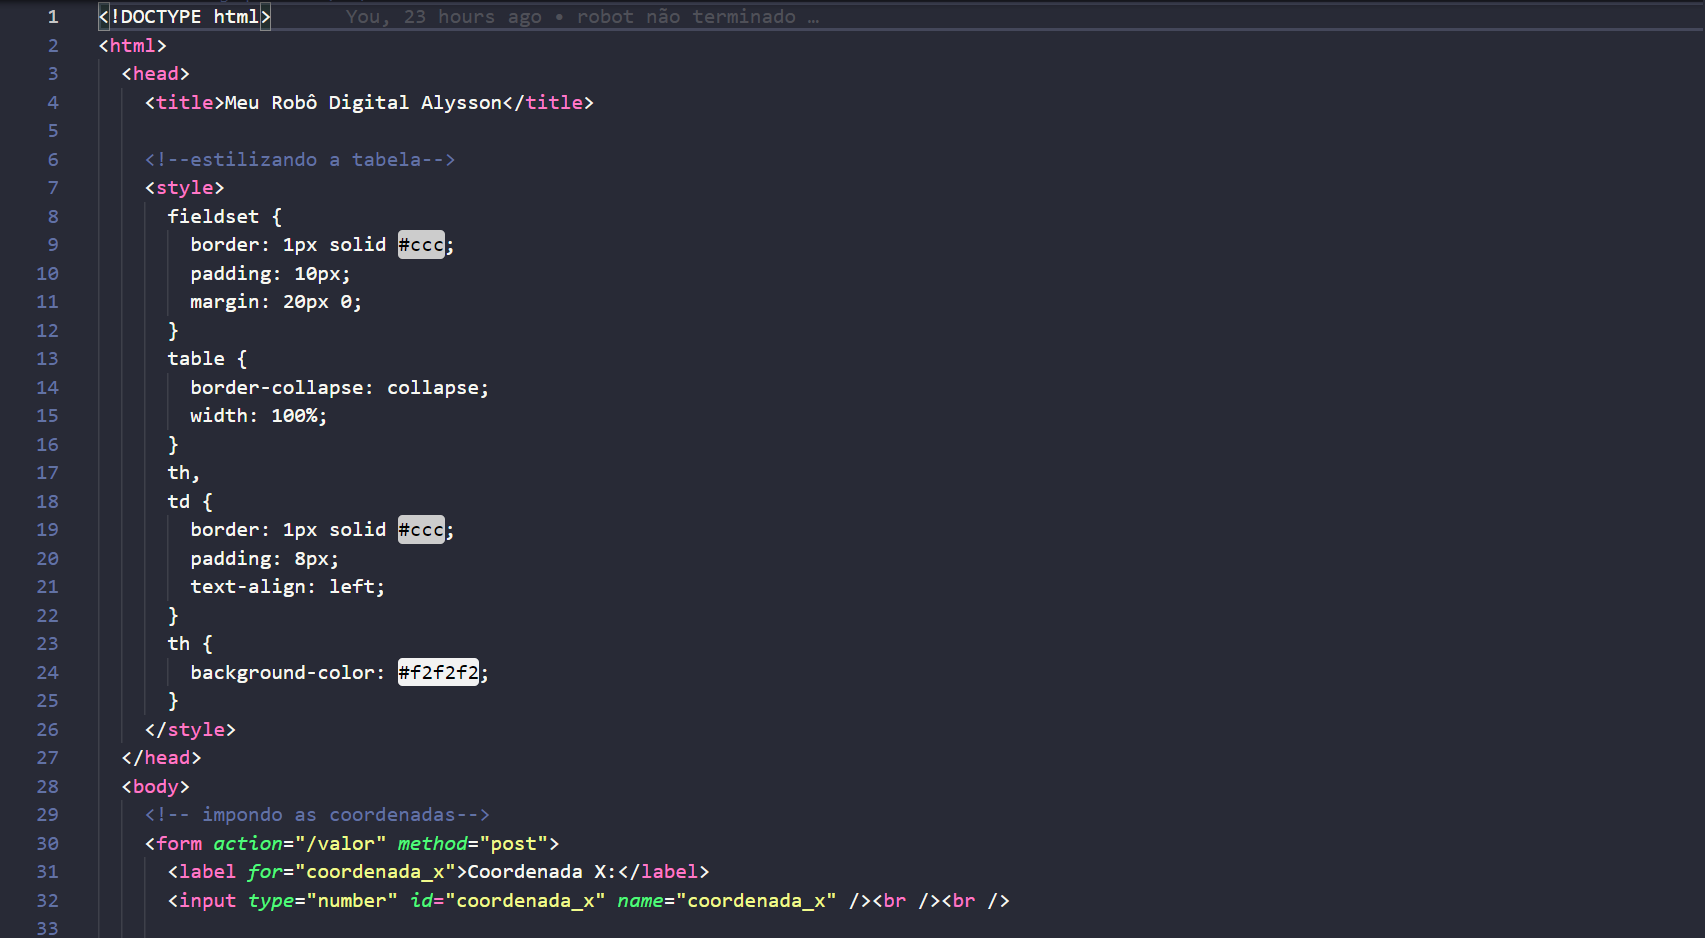 1 <!DOCTYPE html> You, 23 hours ago • robot não terminado …
2 <html>
3 <head>
4 <title>Meu Robô Digital Alysson</title>
5
6 <!--estilizando a tabela-->
7 <style>
8 fieldset {
9 border: 1px solid #ccc;
10 padding: 10px;
11 margin: 20px 0;
12 }
13 table {
14 border-collapse: collapse;
15 width: 100%;
16 }
17 th,
18 td {
19 border: 1px solid #ccc;
20 padding: 8px;
21 text-align: left;
22 }
23 th {
24 background-color: #f2f2f2;
25 }
26 </style>
27 </head>
28 <body>
29 <!-- impondo as coordenadas-->
30 <form action="/valor" method="post">
31 <label for="coordenada_x">Coordenada X:</label>
32 <input type="number" id="coordenada_x" name="coordenada_x" /><br /><br />
33